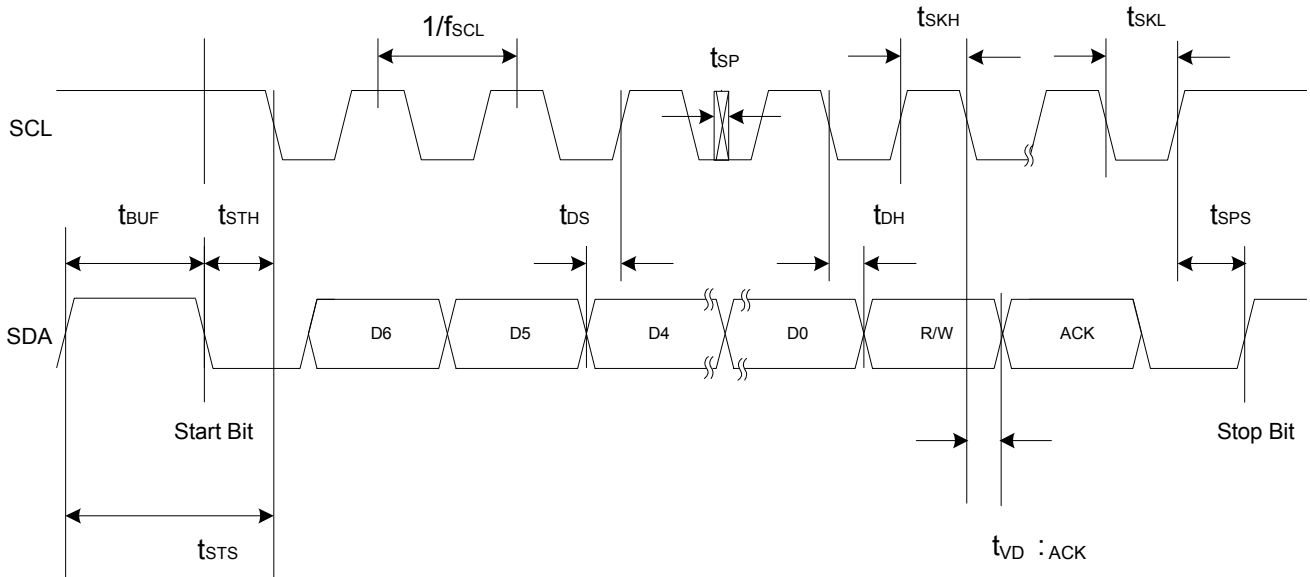 1/fSCL
tSKH
tSKL
tSP
SCL
tBUF
tSTH
tDS
tDH
tSPS
SDA
D6
D5
D4
D0
R/W
ACK
Start Bit
Stop Bit
tSTS
tVD : ACK